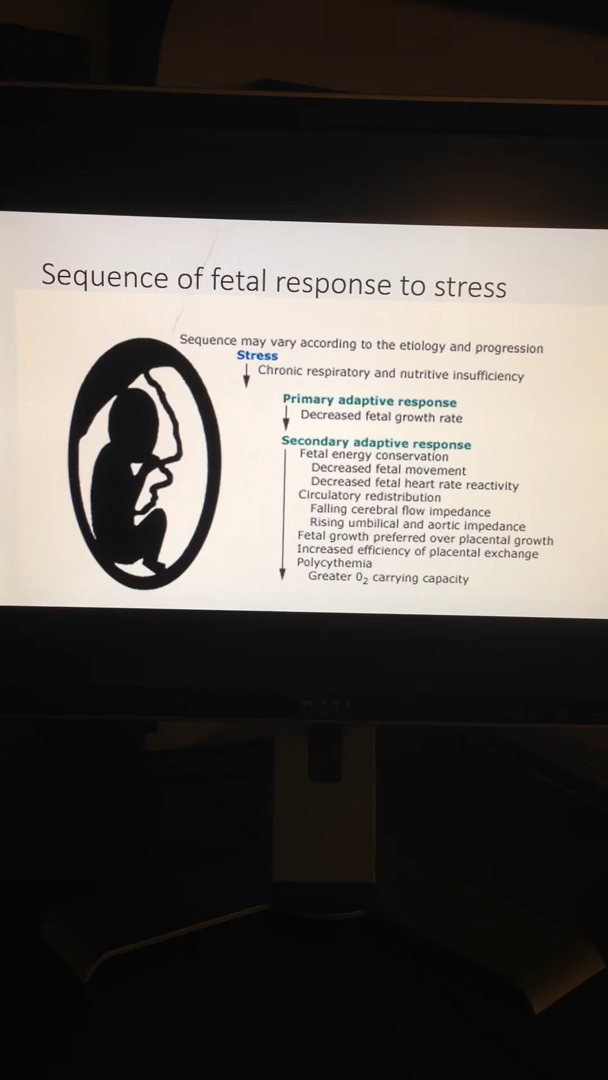 Sequence of fetal response to stress
Sequence may vary according to the etiology and progression
Stress
Chronic respiratory and nutritive insufficiency
Primary adaptive response
Decreased fetal growth rate
Secondary adaptive response
Fetal energy conservation
Decreased fetal movement
Decreased fetal heart rate reactivity
Circulatory redistribution
Falling cerebral flow impedance
Rising umbilical and aortic impedance
Fetal growth preferred over placental growth
Increased efficiency of placental exchange
Polycythemia
Greater 0₂ carrying capacity